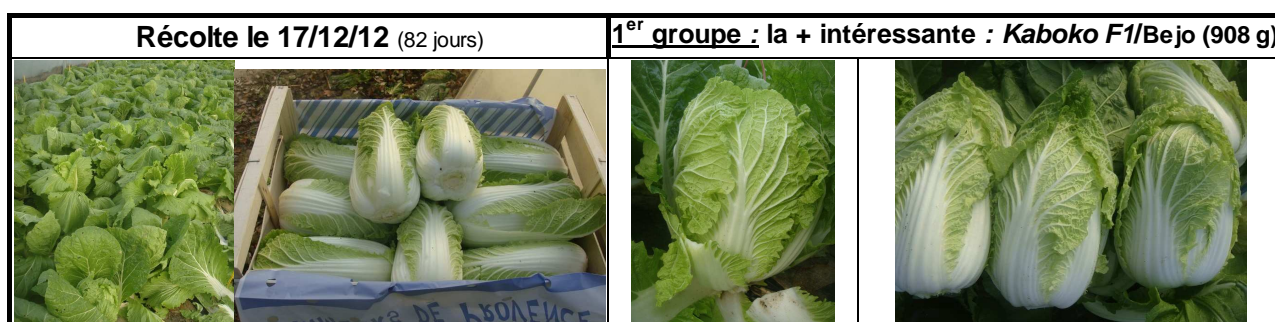 Récolte le 17/12/12 (82 jours)
1er groupe : la + intéressante : Kaboko F1/Bejo (908 g)
DE PROVENCE